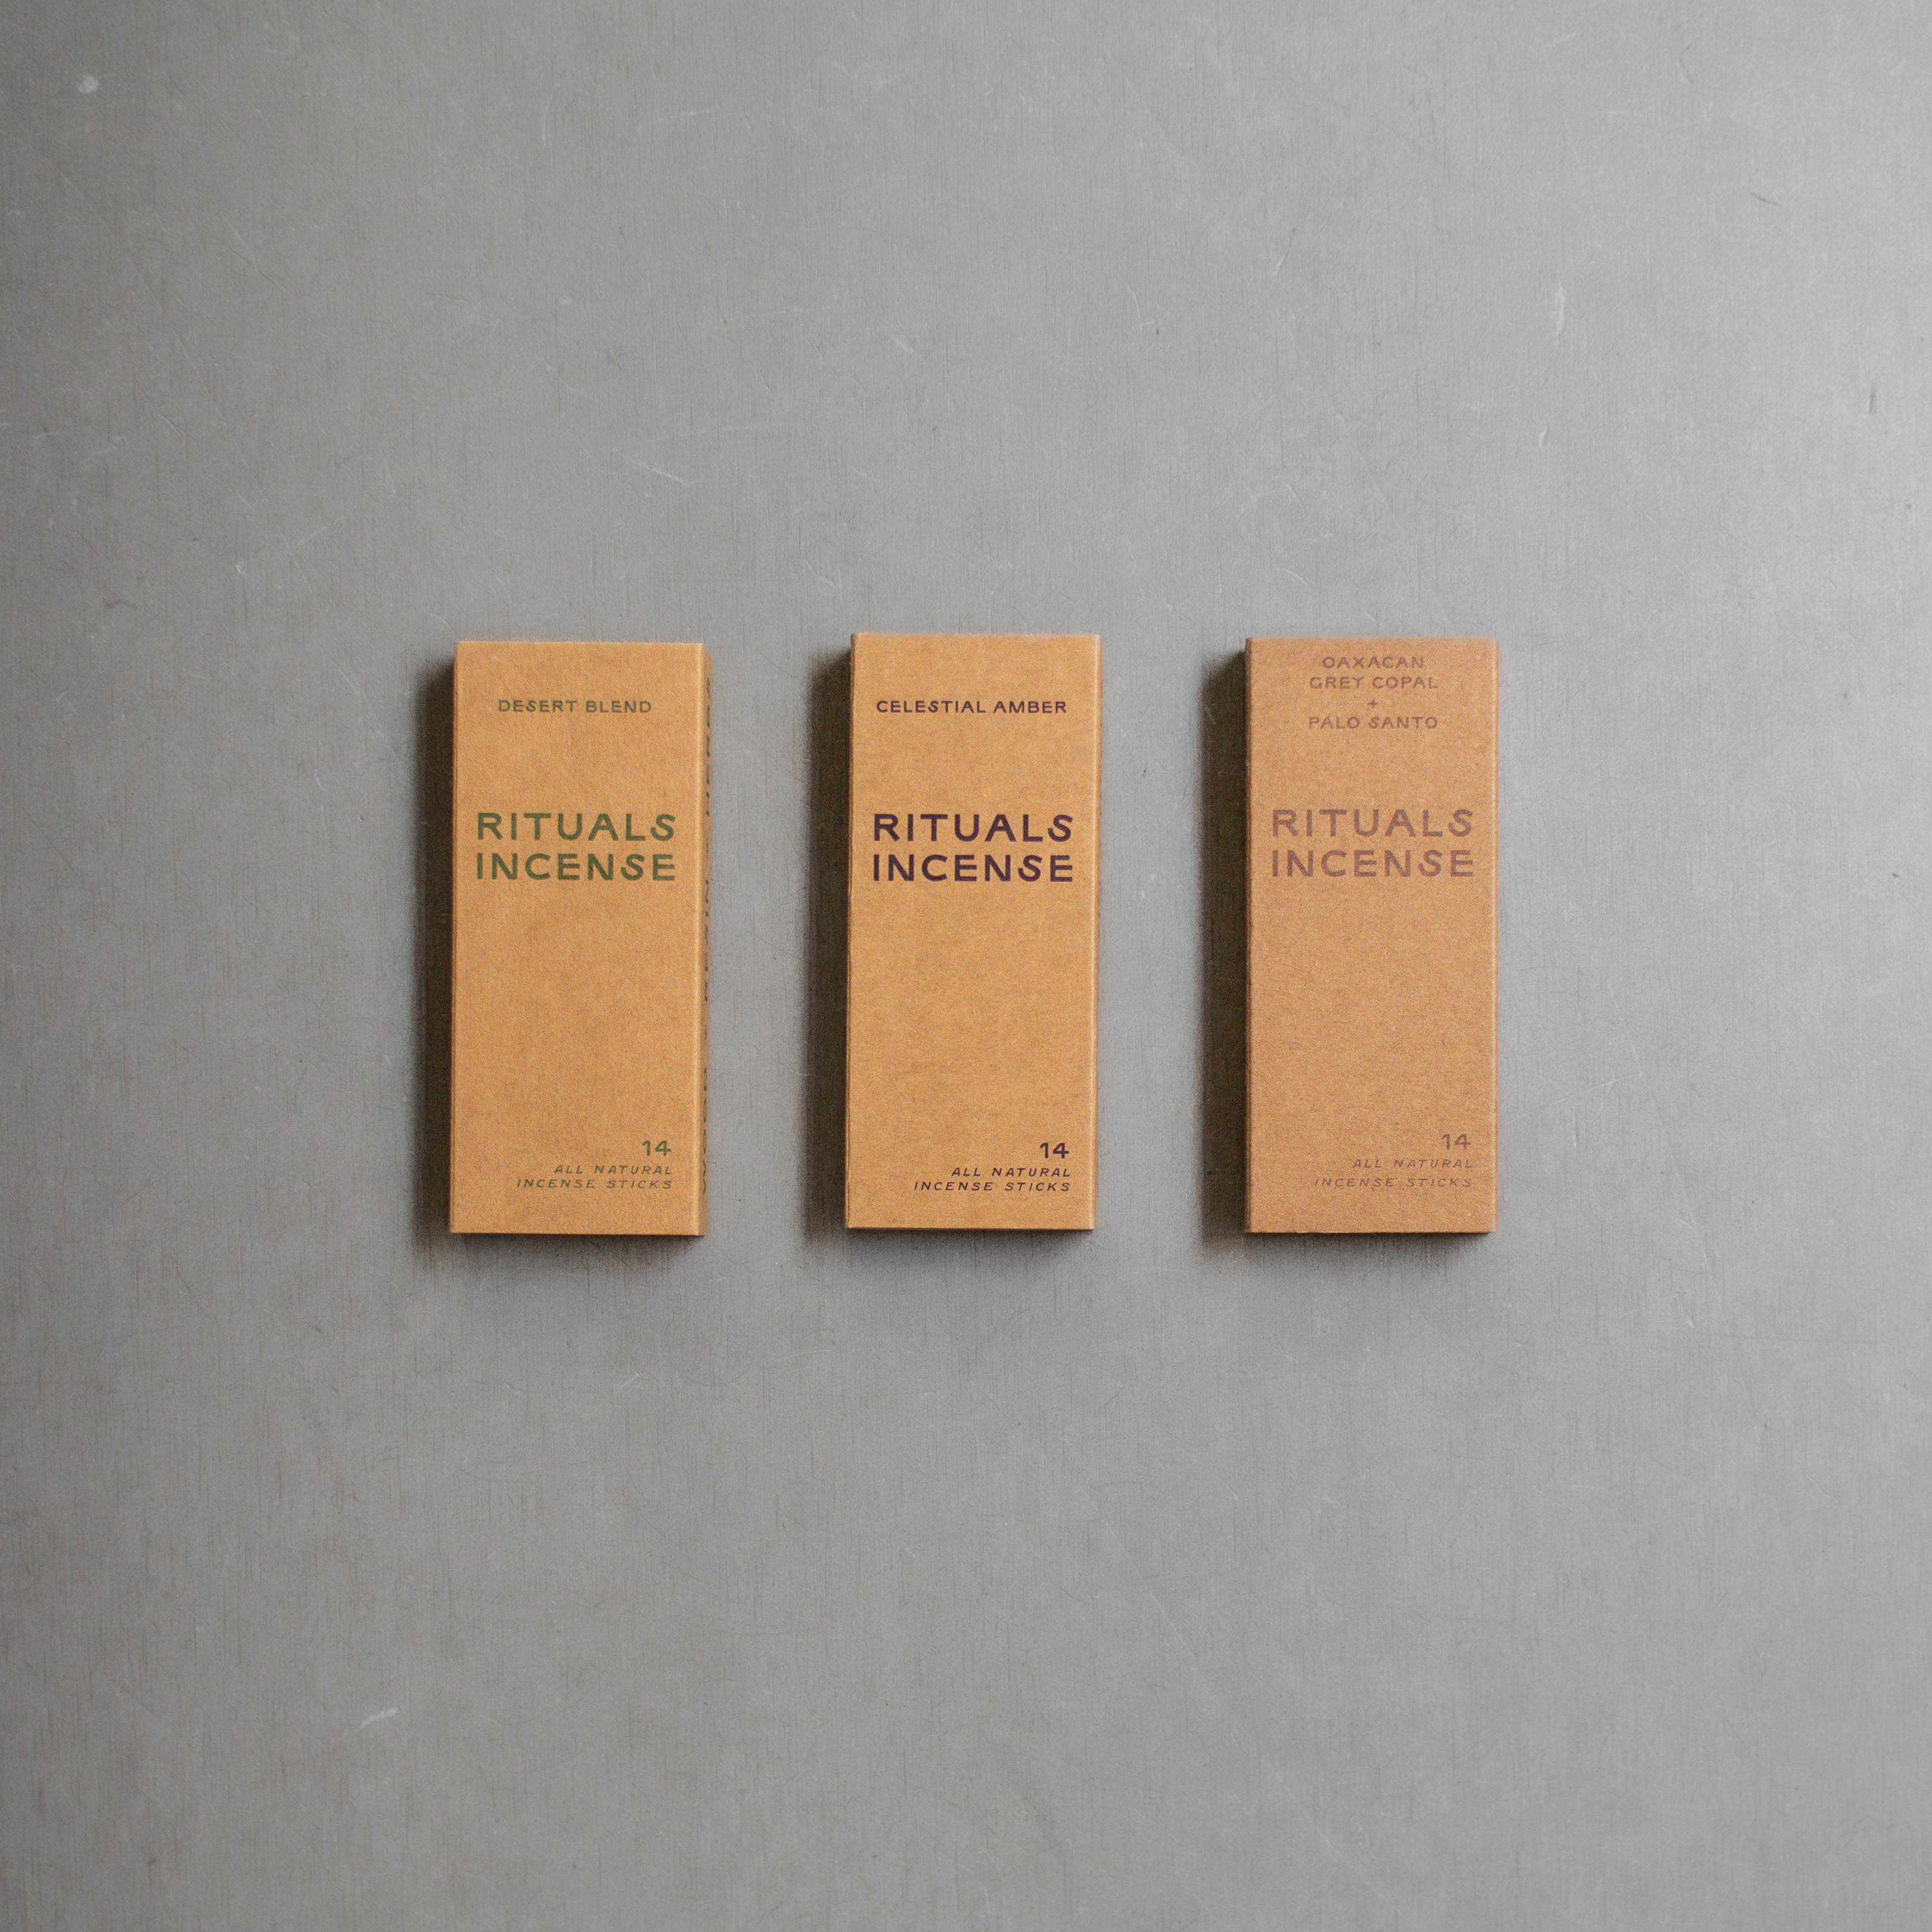 DESERT BLEND
RITUALS
INCENSE
14
ALL NATURAL
INCENSE STICKS
CELESTIAL AMBER
RITUALS
INCENSE
14
ALL NATURAL
INCENSE STICKS
OAXACAN
GREY COPAL
+
PALO SANTO
RITUALS
INCENSE
14
ALL NATURAL
INCENSE STICKS